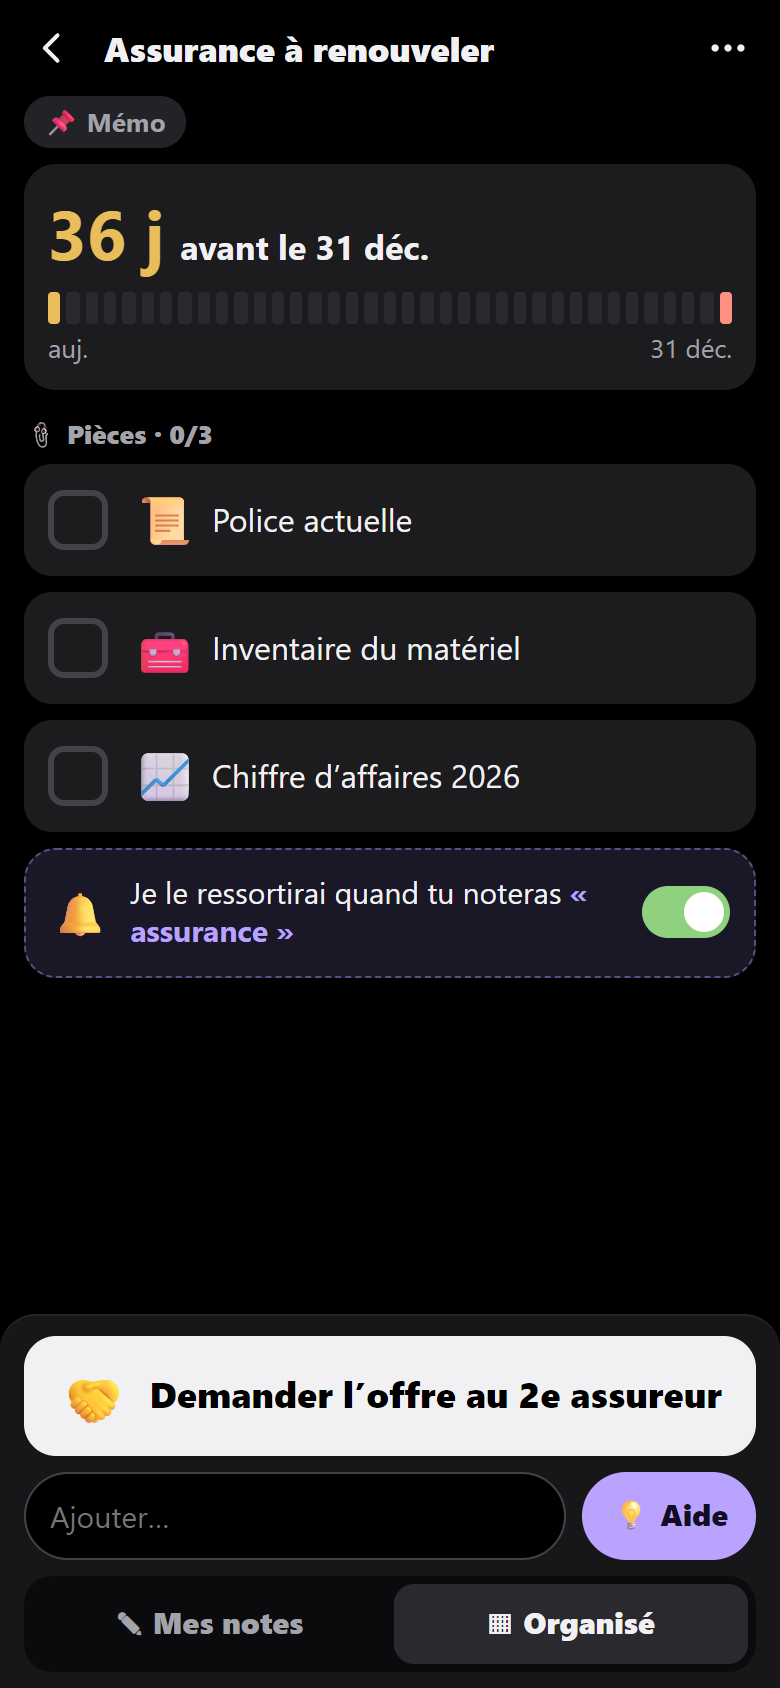 Assurance à renouveler
Mémo
36 j avant le 31 déc.
auj.
31 déc.
Pièces · 0/3
Police actuelle
Inventaire du matériel
Chiffre d’affaires 2026
Je le ressortirai quand tu noteras «
assurance »
Demander l’offre au 2e assureur
Ajouter…
Aide
Mes notes
Organisé